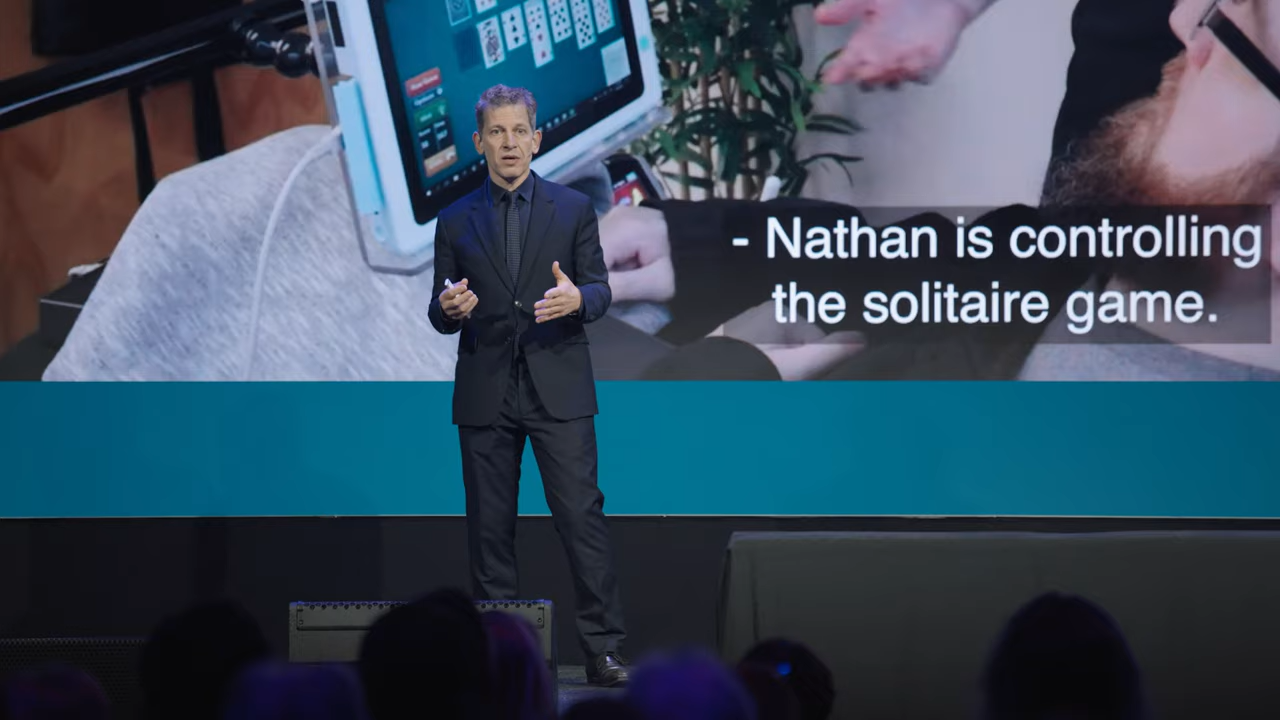 - Nathan is controlling
the solitaire game.